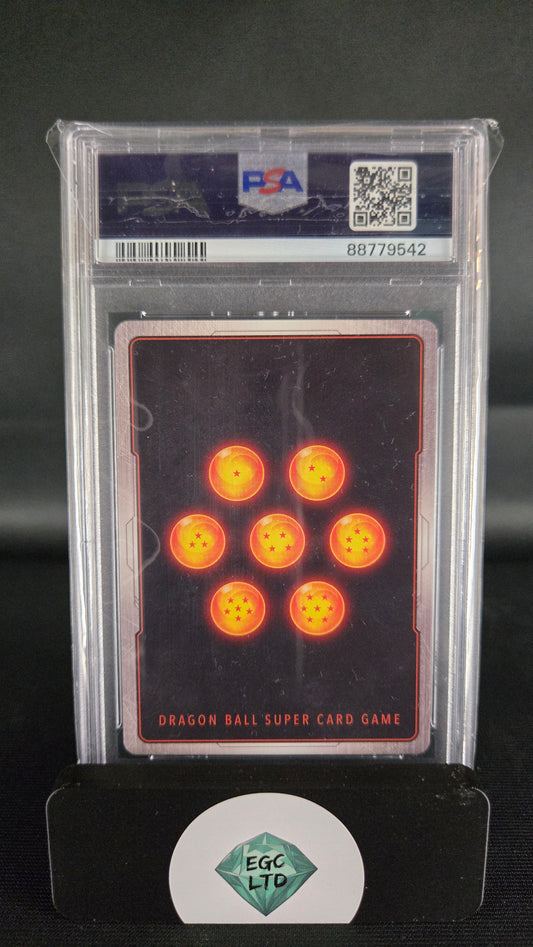 PSA
88779542
DRAGON BALL SUPER CARD GAME
EGC
LTD